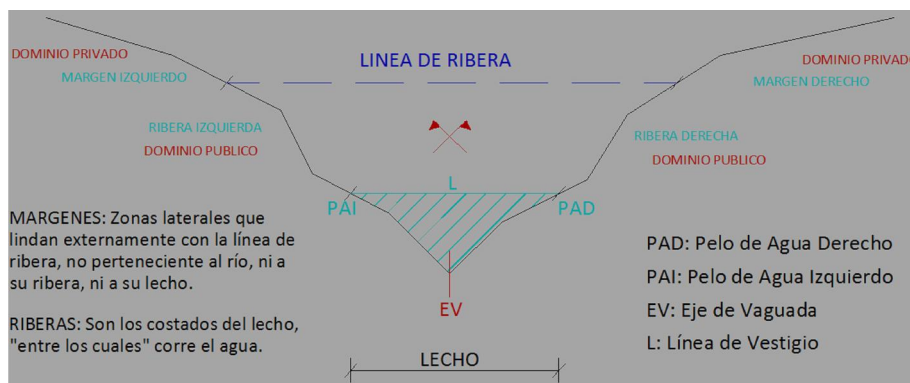 LINEA DE RIBERA
DOMINIO PRIVADO
MARGEN IZQUIERDO
RIBERA IZQUIERDA
DOMINIO PUBLICO
DOMINIO PRIVADO
MARGEN DERECHO
RIBERA DERECHA
DOMINIO PUBLICO
L
PAI
PAD
EV
LECHO
MARGENES: Zonas laterales que
lindan externamente con la línea de
ribera, no perteneciente al río, ni a
su ribera, ni a su lecho.
RIBERAS: Son los costados del lecho,
"entre los cuales" corre el agua.
PAD: Pelo de Agua Derecho
PAI: Pelo de Agua Izquierdo
EV: Eje de Vaguada
L: Línea de Vestigio